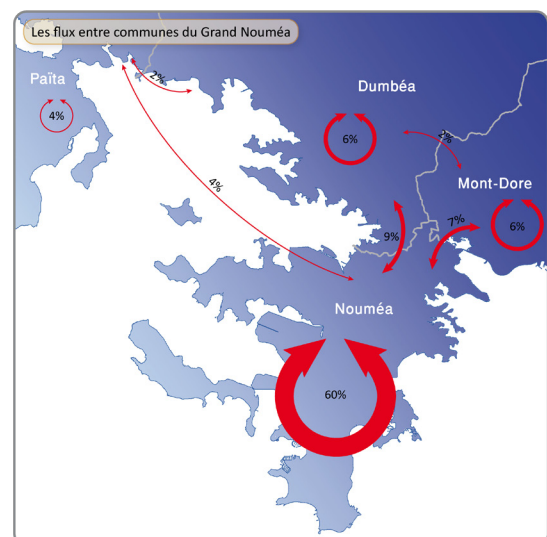 Les flux entre communes du Grand Nouméa
Païta
4%
2%
Dumbéa
6%
2%
Mont-Dore
6%
4%
7%
9%
Nouméa
60%